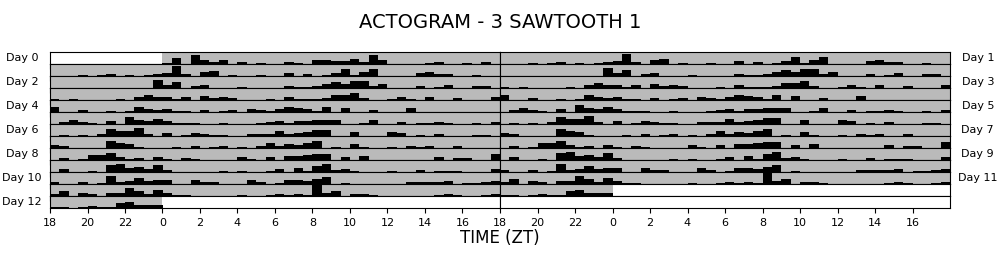 ACTOGRAM - 3 SAWTOOTH 1
Day 0
Day 1
Day 2
Day 3
Day 4
Day 5
Day 6
Day 7
Day 8
Day 9
Day 10
Day 11
Day 12
18 20 22 0 2 4 6 8 10 12 14 16 18 20 22 0 2 4 6 8 10 12 14 16
TIME (ZT)